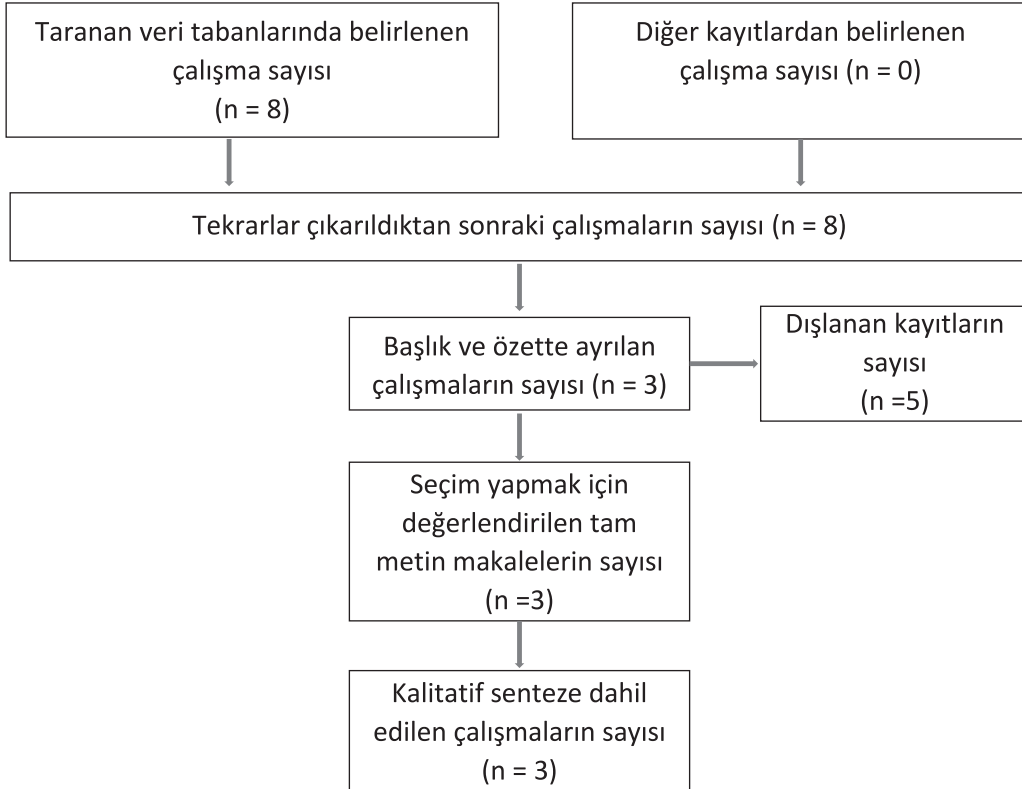 Taranan veri tabanlarında belirlenen
çalışma sayısı
(n = 8)
Diğer kayıtlardan belirlenen
çalışma sayısı (n = 0)
Tekrarlar çıkarıldıktan sonraki çalışmaların sayısı (n = 8)
Başlık ve özette ayrılan
çalışmaların sayısı (n = 3)
Dışlanan kayıtların
sayısı
(n =5)
Seçim yapmak için
değerlendirilen tam
metin makalelerin sayısı
(n =3)
Kalitatif senteze dahil
edilen çalışmaların sayısı
(n = 3)